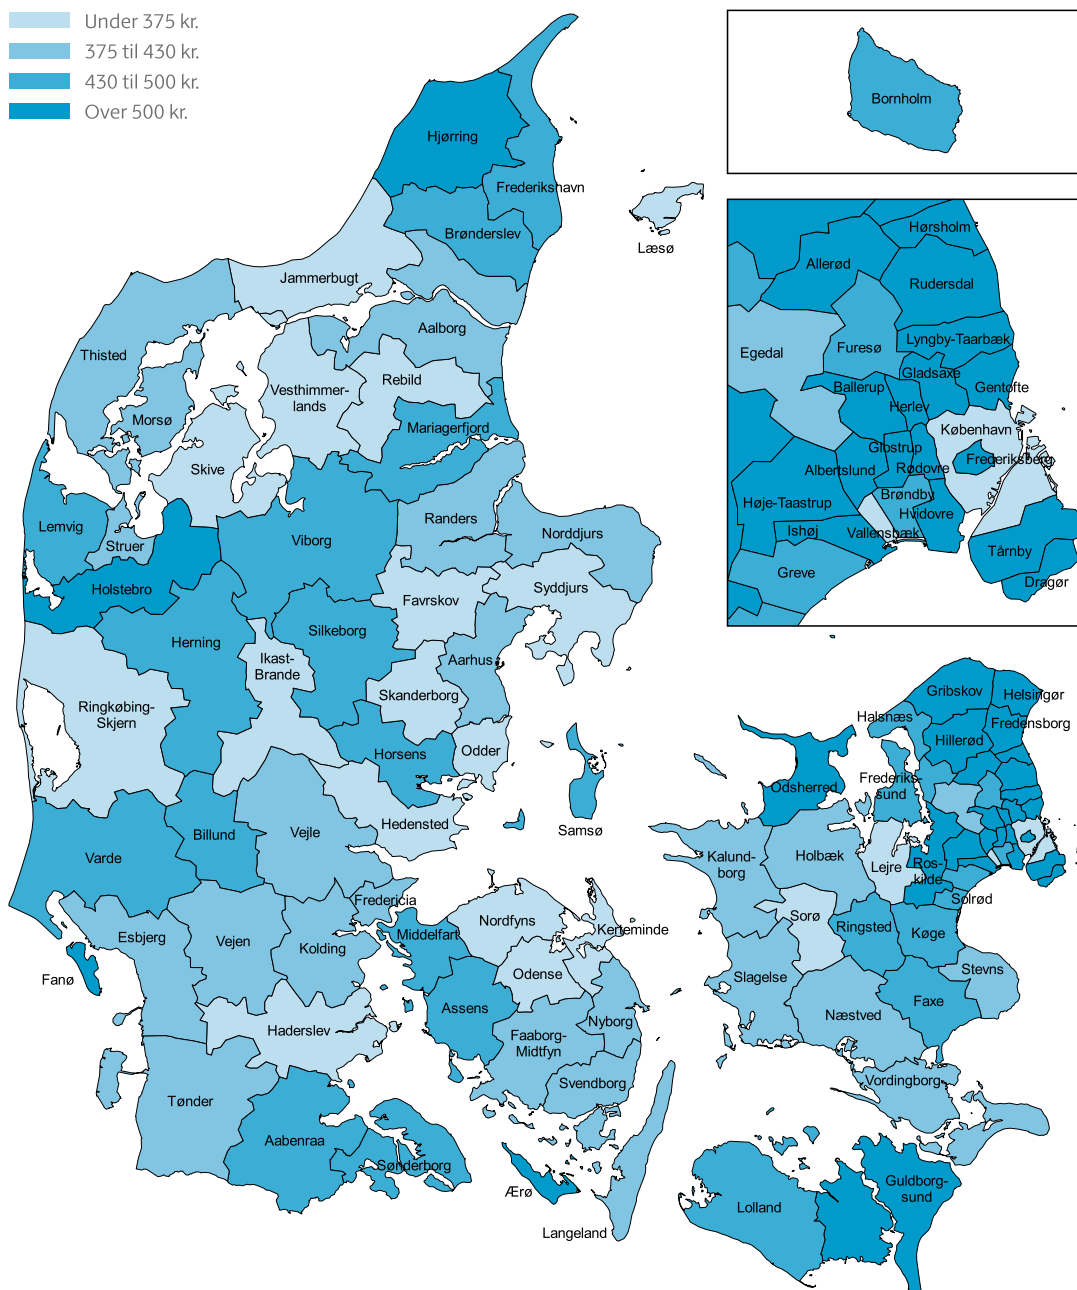 Under 375 kr.
375 til 430 kr.
430 til 500 kr.
Over 500 kr.
Bornholm
Hjørring
Frederikshavn
Brønderslev
Læsø
Jammerbugt
Aalborg
Thisted
Rebild
Vesthimmer-
lands
Morsø
Mariagerfjord
Skive
Lemvig
Struer
Viborg
Randers
Norddjurs
Holstebro
Favrskov
Syddjurs
Silkeborg
Herning
Ikast-
Brande
Aarhus
Skanderborg
Ringkøbing-
Skjern
Horsens
Odder
Samsø
Hedensted
Billund
Vejle
Varde
Fredericia
Esbjerg
Vejen
Kolding
Middelfart
Nordfyns
Kerteminde
Odense
Fanø
Assens
Haderslev
Faaborg-
Midtfyn
Nyborg
Svendborg
Tønder
Aabenraa
Sønderborg
Ærø
Langeland
Hørsholm
Allerød
Rudersdal
Egedal
Furesø
Lyngby-Taarbæk
Gladsaxe
Ballerup
Gentofte
Herlev
København
Glostrup
Frederiksberg
Albertslund
Rødovre
Brøndby
Høje-Taastrup
Hvidovre
Ishøj
Vallensbæk
Tårnby
Greve
Dragør
Gribskov
Helsingør
Halsnæs
Fredensborg
Hillerød
Odsherred
Frederiks-
sund
Kalund-
borg
Holbæk
Lejre
Ros-
kilde
Solrød
Sorø
Ringsted
Køge
Slagelse
Stevns
Næstved
Faxe
Vordingborg
Guldborg-
sund
Lolland